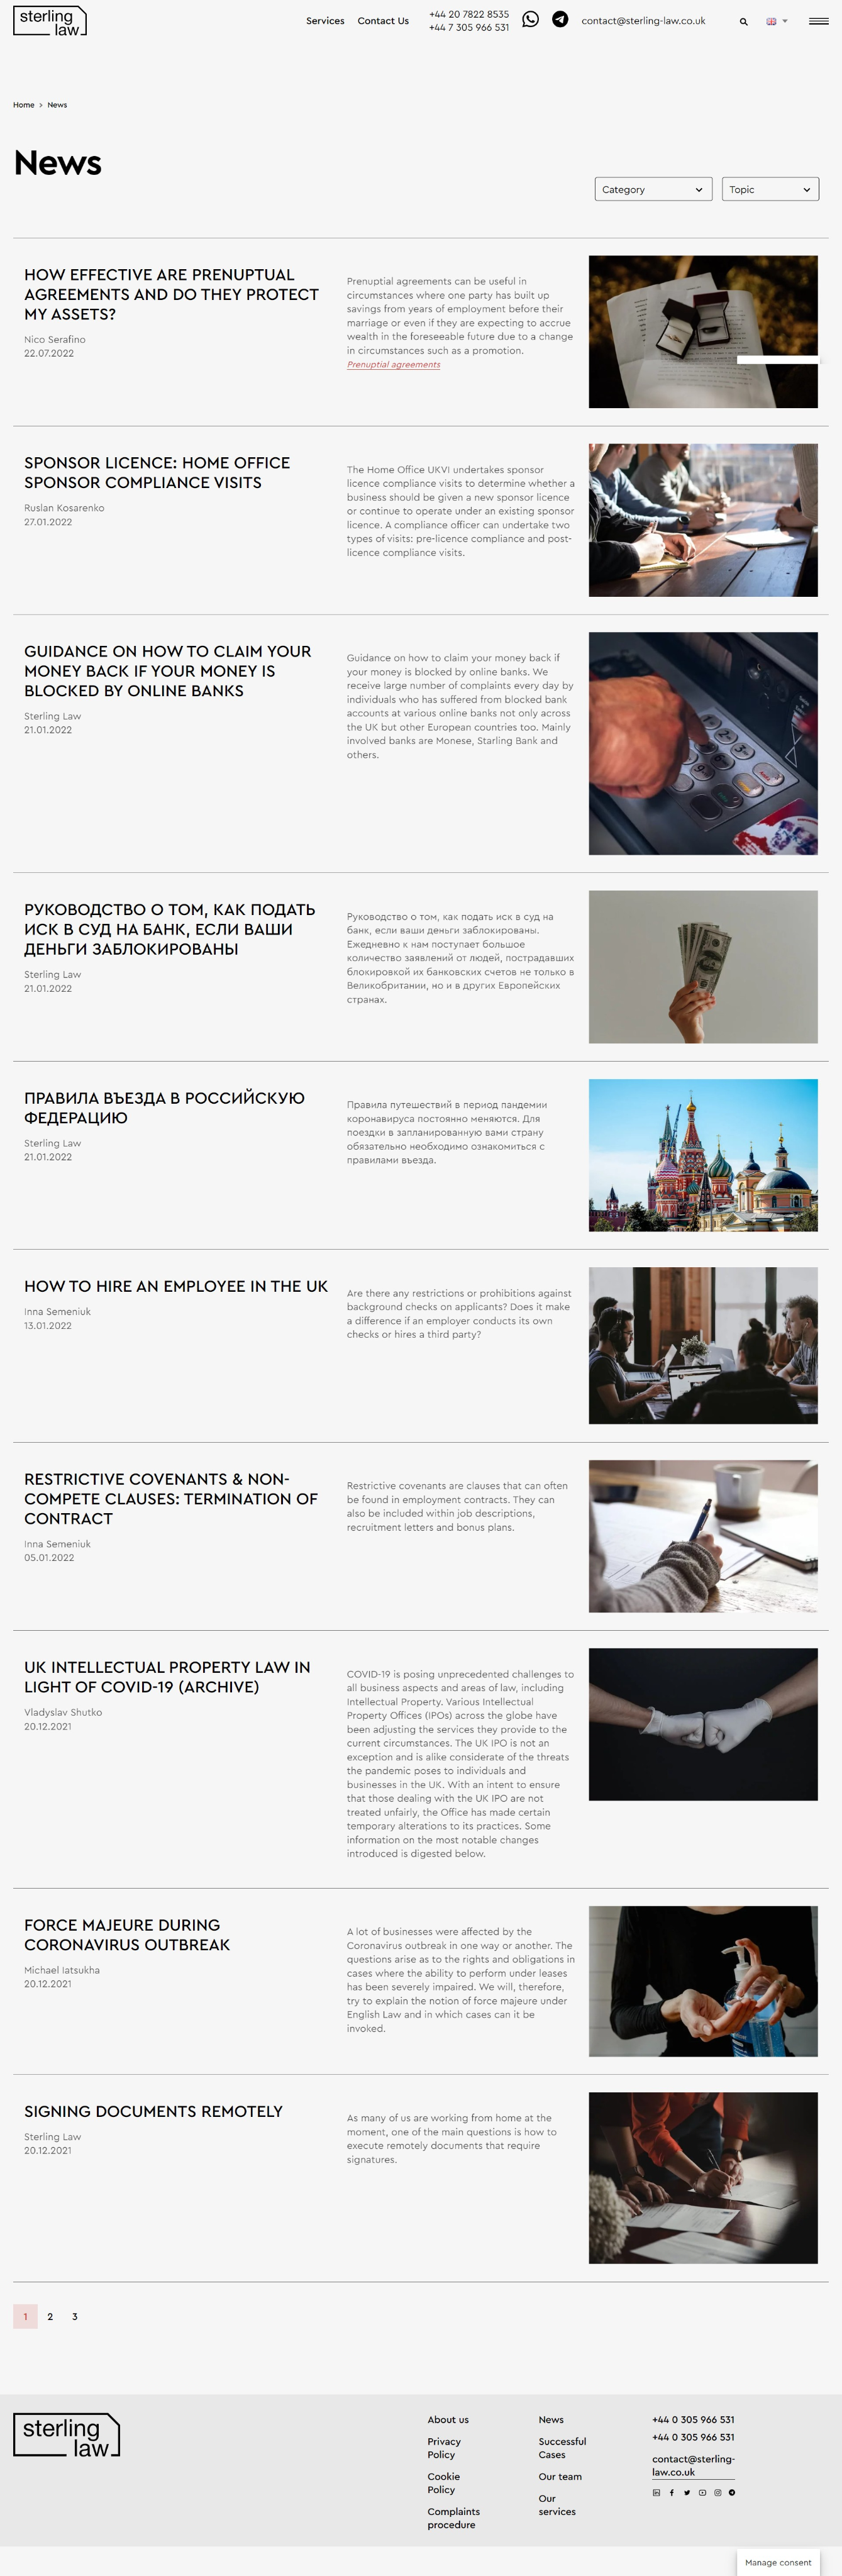 sterling
law
Services
Contact Us
+44 20 7822 8535
+44 7 305 966 531
contact@sterling-law.co.uk
Home > News
News
Category
Topic
HOW EFFECTIVE ARE PRENUPTUAL
AGREEMENTS AND DO THEY PROTECT
MY ASSETS?
Nico Serafino
22.07.2022
Prenuptial agreements can be useful in
circumstances where one party has built up
savings from years of employment before their
marriage or even if they are expecting to accrue
wealth in the foreseeable future due to a change
in circumstances such as a promotion.
Prenuptial agreements
SPONSOR LICENCE: HOME OFFICE
SPONSOR COMPLIANCE VISITS
Ruslan Kosarenko
27.01.2022
The Home Office UKVI undertakes sponsor
licence compliance visits to determine whether a
business should be given a new sponsor licence
or continue to operate under an existing sponsor
licence. A compliance officer can undertake two
types of visits: pre-licence compliance and post-
licence compliance visits.
GUIDANCE ON HOW TO CLAIM YOUR
MONEY BACK IF YOUR MONEY IS
BLOCKED BY ONLINE BANKS
Sterling Law
21.01.2022
Guidance on how to claim your money back if
your money is blocked by online banks. We
receive large number of complaints every day by
individuals who has suffered from blocked bank
accounts at various online banks not only across
the UK but other European countries too. Mainly
involved banks are Monese, Starling Bank and
others.
РУКОВОДСТВО О ТОМ, КАК ПОДАТЬ
ИСК В СУД НА БАНК, ЕСЛИ ВАШИ
ДЕНЬГИ ЗАБЛОКИРОВАНЫ
Sterling Law
21.01.2022
Руководство о том, как подать иск в суд на
банк, если ваши деньги заблокированы.
Ежедневно к нам поступает большое
количество заявлений от людей, пострадавших
блокировкой их банковских счетов не только в
Великобритании, но и в других Европейских
странах.
ПРАВИЛА ВЪЕЗДА В РОССИЙСКУЮ
ФЕДЕРАЦИЮ
Sterling Law
21.01.2022
Правила путешествий в период пандемии
коронавируса постоянно меняются. Для
поездки в запланированную вами страну
обязательно необходимо ознакомиться с
правилами въезда.
HOW TO HIRE AN EMPLOYEE IN THE UK
Inna Semeniuk
13.01.2022
Are there any restrictions or prohibitions against
background checks on applicants? Does it make
a difference if an employer conducts its own
checks or hires a third party?
RESTRICTIVE COVENANTS & NON-
COMPETE CLAUSES: TERMINATION OF
CONTRACT
Inna Semeniuk
05.01.2022
Restrictive covenants are clauses that can often
be found in employment contracts. They can
also be included within job descriptions,
recruitment letters and bonus plans.
UK INTELLECTUAL PROPERTY LAW IN
LIGHT OF COVID-19 (ARCHIVE)
Vladyslav Shutko
20.12.2021
COVID-19 is posing unprecedented challenges to
all business aspects and areas of law, including
Intellectual Property. Various Intellectual
Property Offices (IPOs) across the globe have
been adjusting the services they provide to the
current circumstances. The UK IPO is not an
exception and is alike considerate of the threats
the pandemic poses to individuals and
businesses in the UK. With an intent to ensure
that those dealing with the UK IPO are not
treated unfairly, the Office has made certain
temporary alterations to its practices. Some
information on the most notable changes
introduced is digested below.
FORCE MAJEURE DURING
CORONAVIRUS OUTBREAK
Michael Iatsukha
20.12.2021
A lot of businesses were affected by the
Coronavirus outbreak in one way or another. The
questions arise as to the rights and obligations in
cases where the ability to perform under leases
has been severely impaired. We will, therefore,
try to explain the notion of force majeure under
English Law and in which cases can it be
invoked.
SIGNING DOCUMENTS REMOTELY
Sterling Law
20.12.2021
As many of us are working from home at the
moment, one of the main questions is how to
execute remotely documents that require
signatures.
1 2 3
sterling
law
About us
Privacy
Policy
Cookie
Policy
Complaints
procedure
News
Successful
Cases
Our team
Our
services
+44 0 305 966 531
+44 0 305 966 531
contact@sterling-
law.co.uk
Manage consent